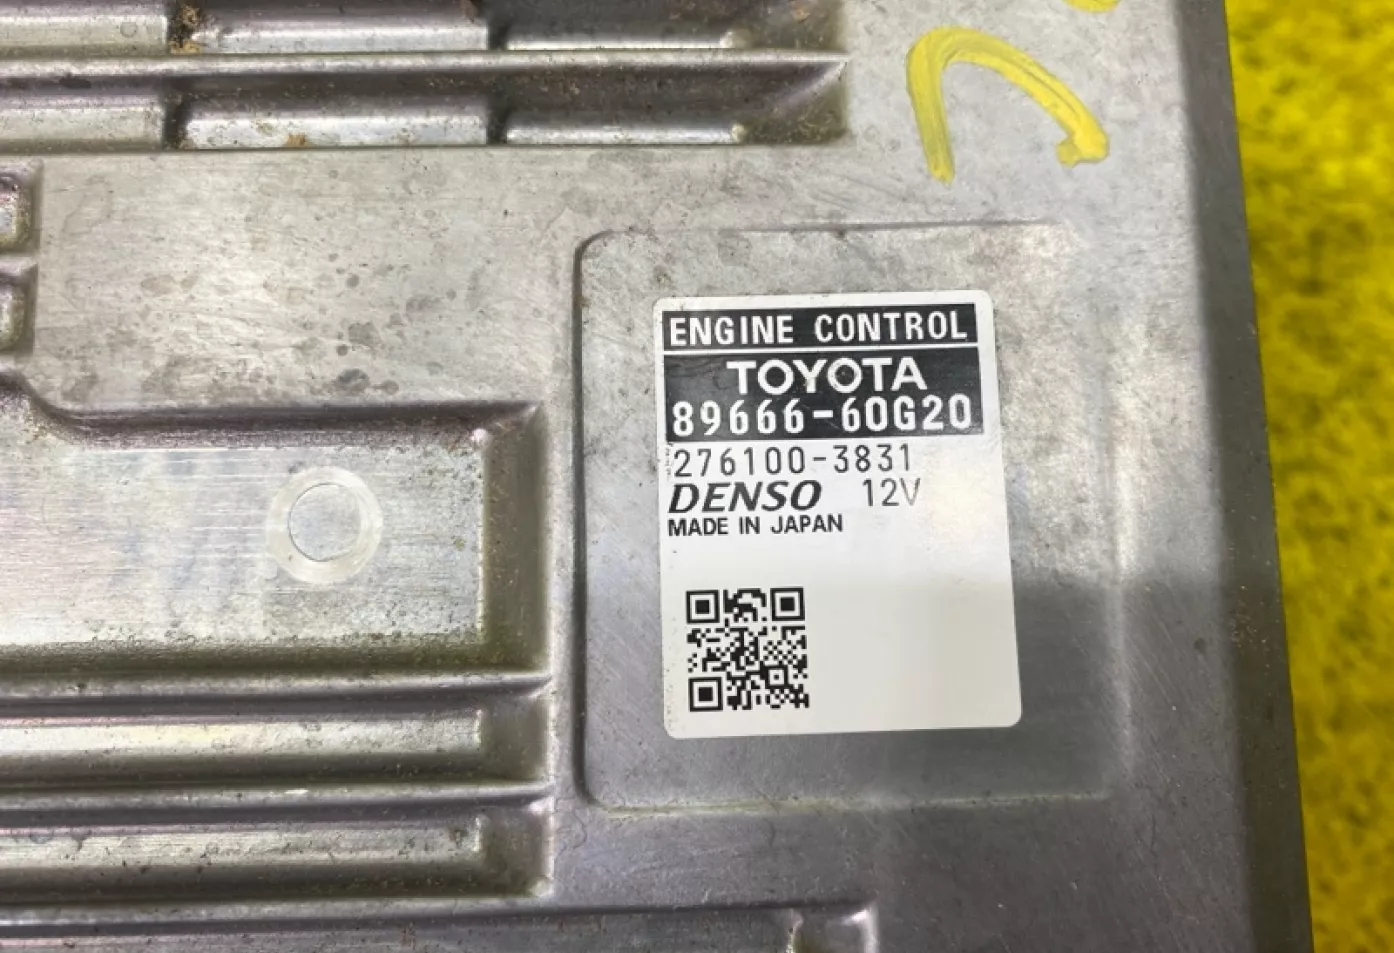 ENGINE CONTROL
TOYOTA
89666-60G20
276100-3831
DENSO 12V
MADE IN JAPAN